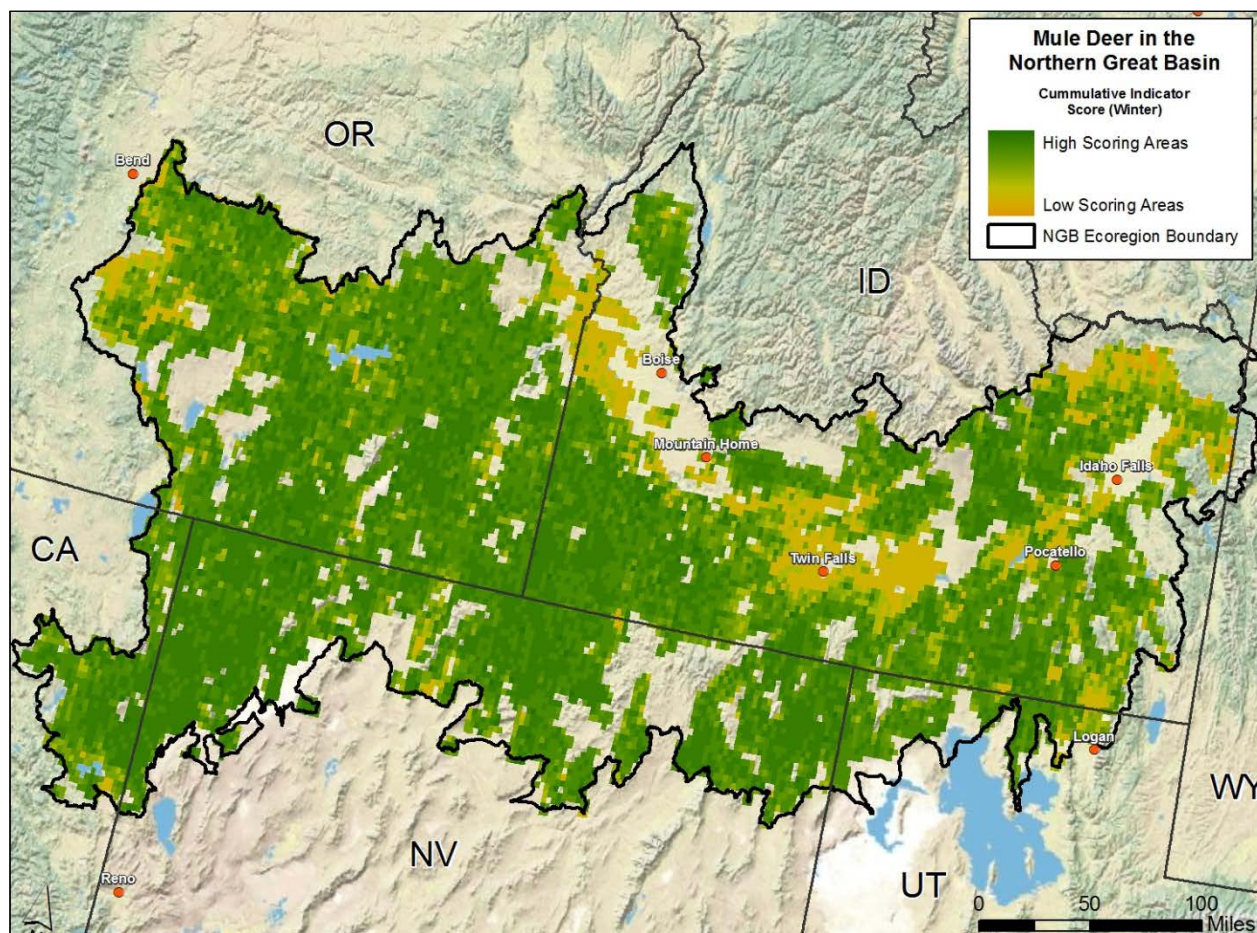 Mule Deer in the
Northern Great Basin
Cummulative Indicator
Score (Winter)
High Scoring Areas
Low Scoring Areas
NGB Ecoregion Boundary
OR
Bend
ID
Boise
Mountain Home
Idaho Falls
CA
Twin Falls
Pocatello
Logan
WY
NV
UT
Reno
0 50 100
Miles